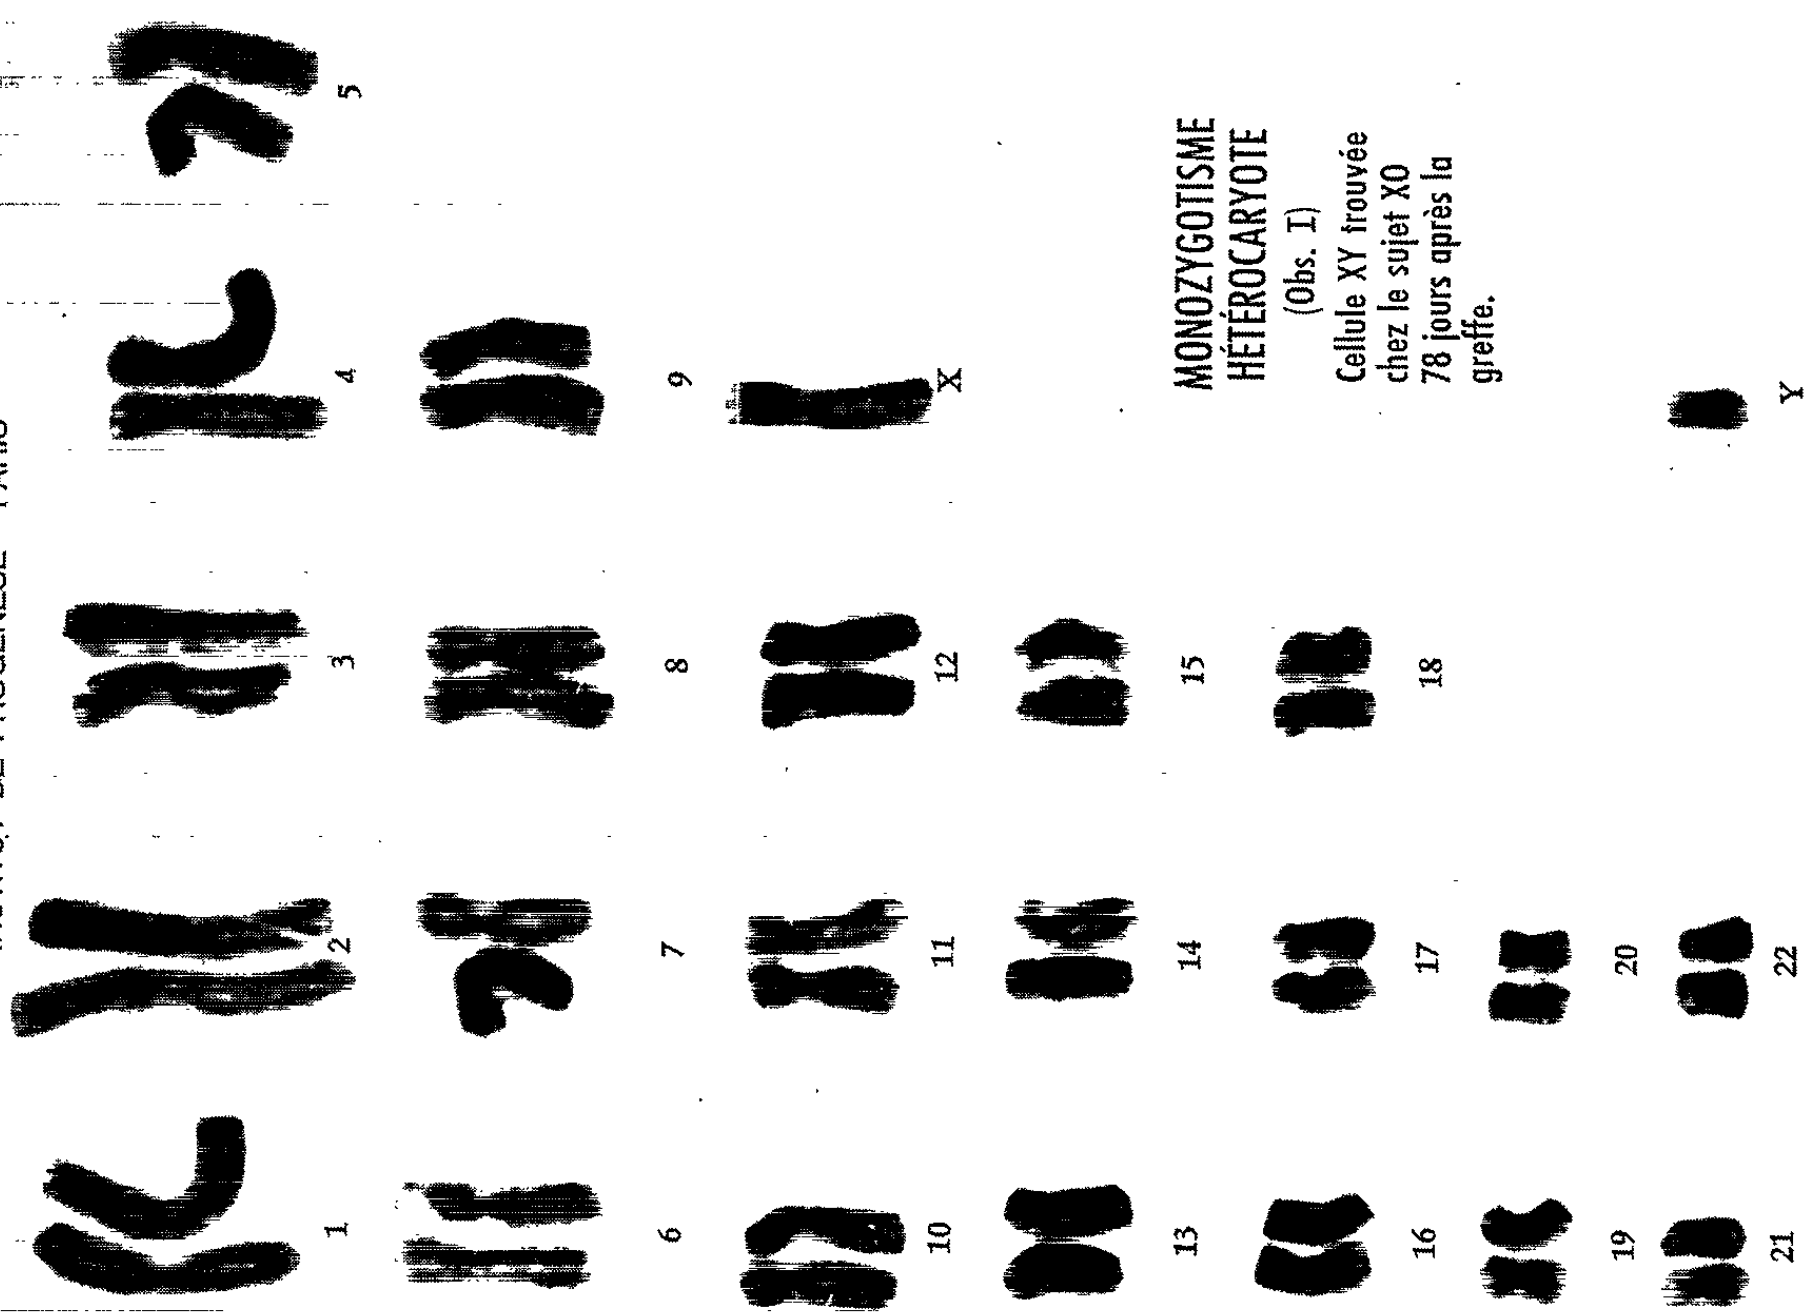 1 2 3 4 5
6 7 8 9
10 11 12 X
13 14 15
16 17 18
MONOZYGOTISME
HÉTÉROCARYOTE
(Obs. I)
Cellule XY trouvée
chez le sujet XO
78 jours après la
greffe.
19 20
21 22 Y